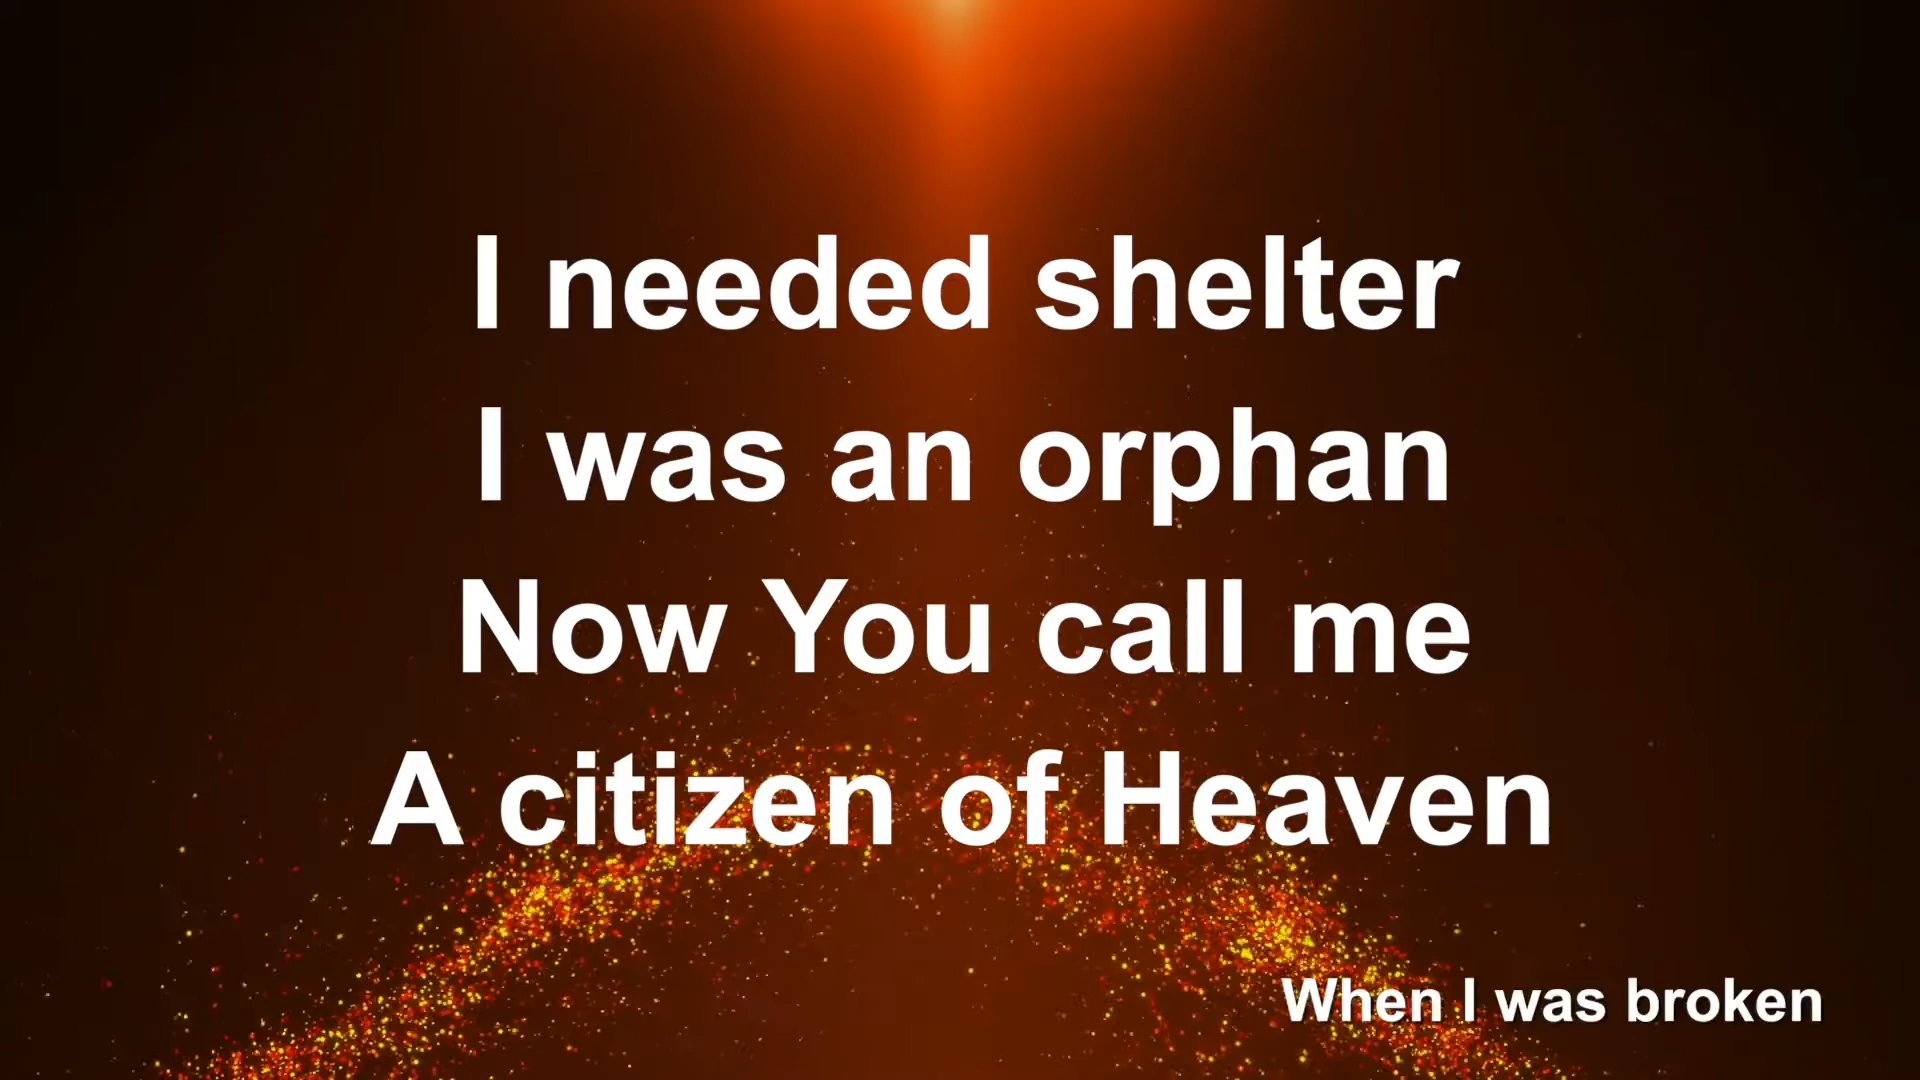 I needed shelter
I was an orphan
Now You call me
A citizen of Heaven
When I was broken